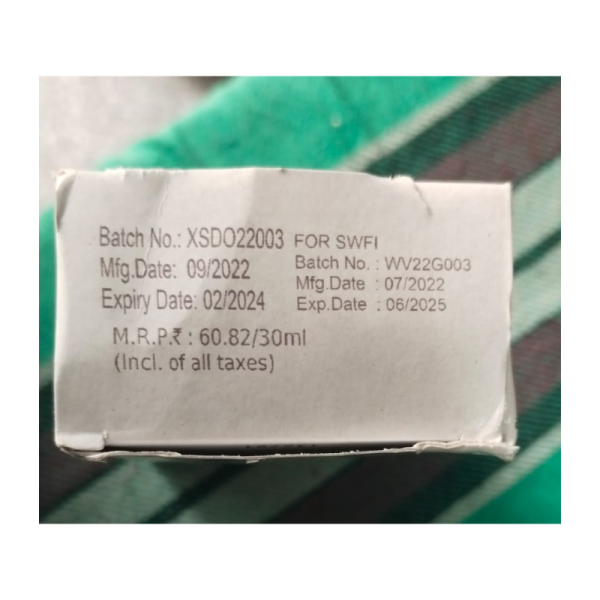 Batch No.: XSDO22003
Mfg.Date: 09/2022
Expiry Date: 02/2024
FOR SWFI
Batch No. : WV22G003
Mfg.Date : 07/2022
Exp.Date : 06/2025
M.R.P.₹ : 60.82/30ml
(Incl. of all taxes)